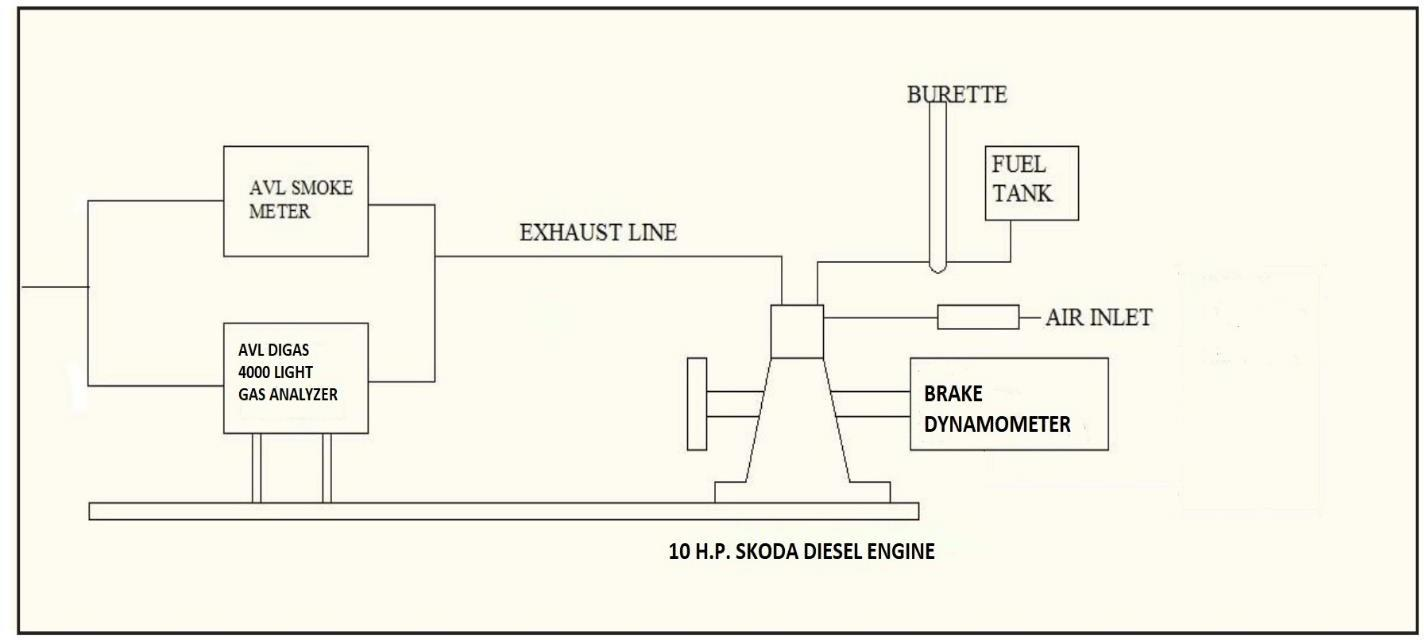 BURETTE
FUEL
TANK
AVL SMOKE
METER
EXHAUST LINE
AIR INLET
AVL DIGAS
4000 LIGHT
GAS ANALYZER
BRAKE
DYNAMOMETER
10 H.P. SKODA DIESEL ENGINE